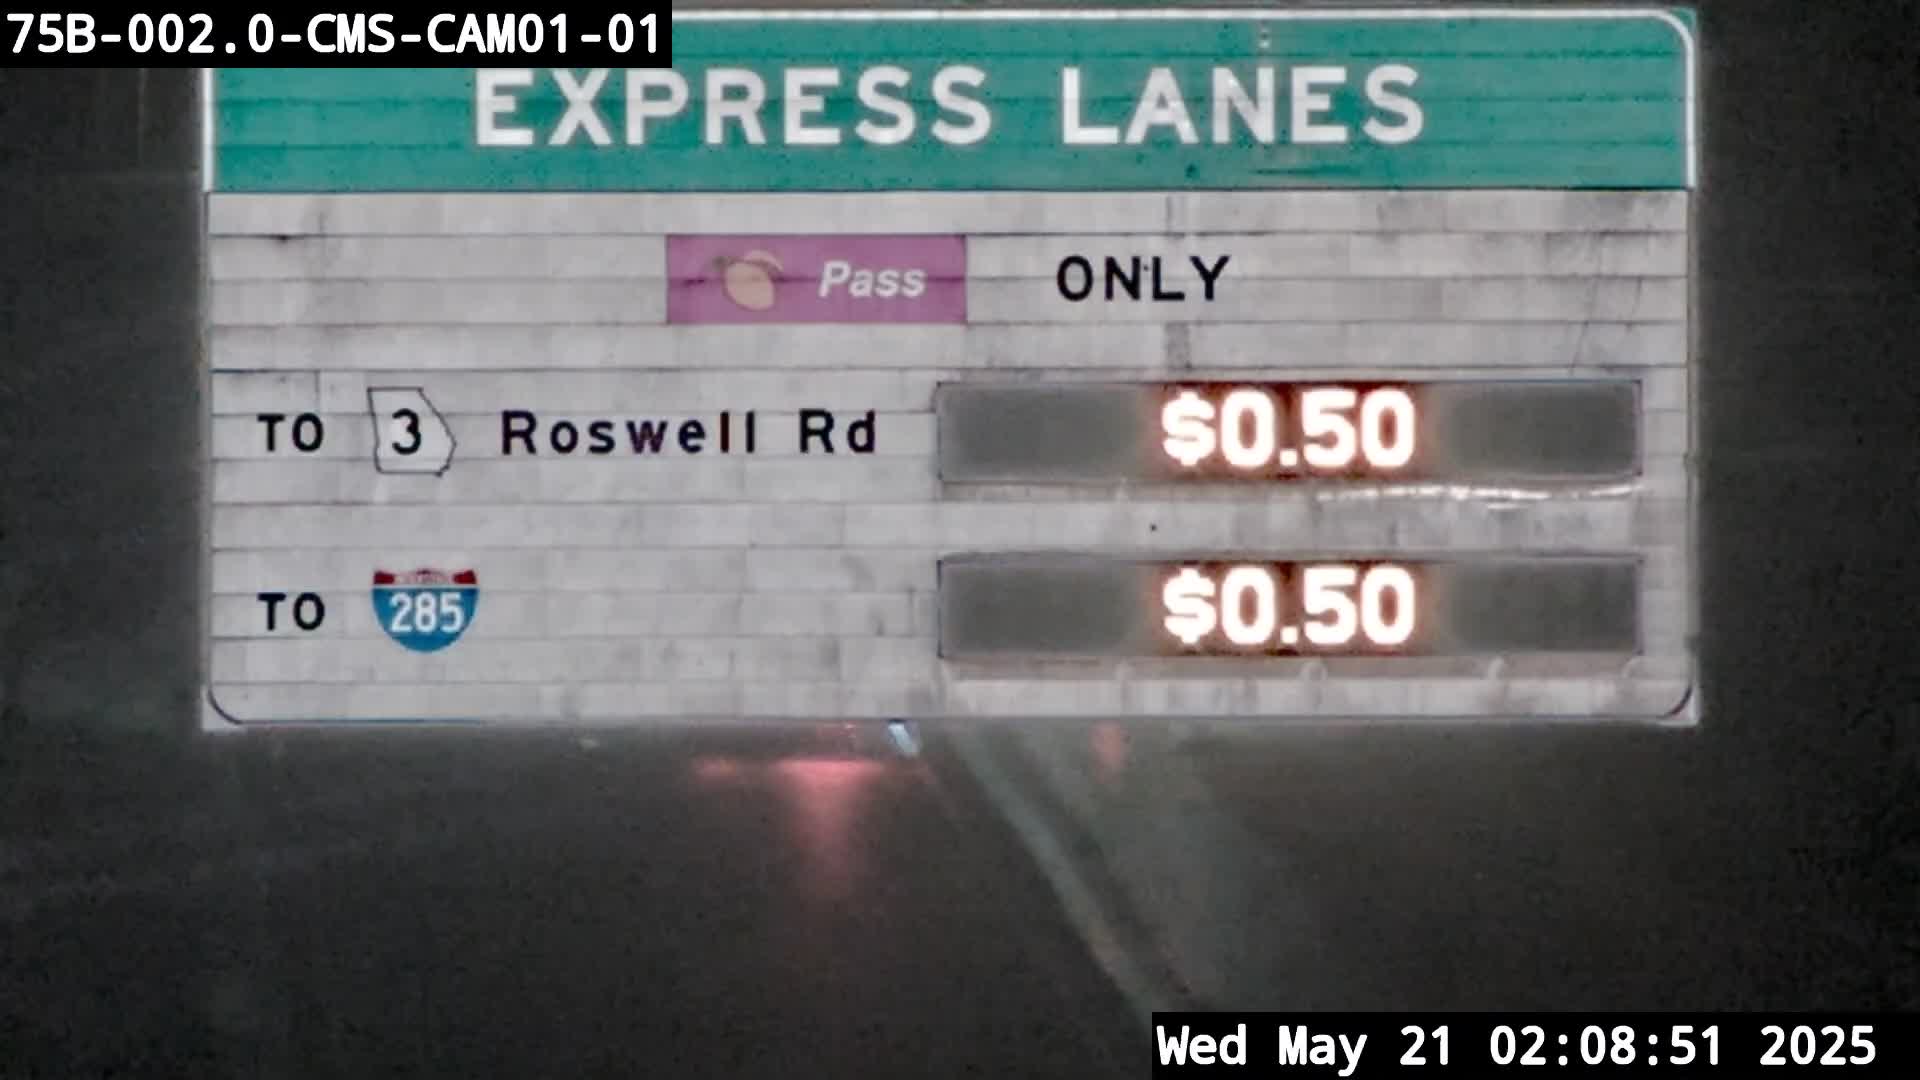 75B-002.0-CMS-CAM01-01
EXPRESS LANES
Pass ONLY
TO 3 Roswell Rd $0.50
TO 285 $0.50
Wed May 21 02:08:51 2025